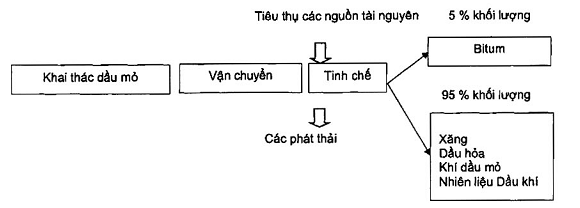 Tiêu thụ các nguồn tài nguyên
5 % khối lượng
Bitum
Khai thác dầu mỏ
Vận chuyển
Tinh chế
95 % khối lượng
Các phát thải
Xăng
Dầu hỏa
Khí dầu mỏ
Nhiên liệu Dầu khí